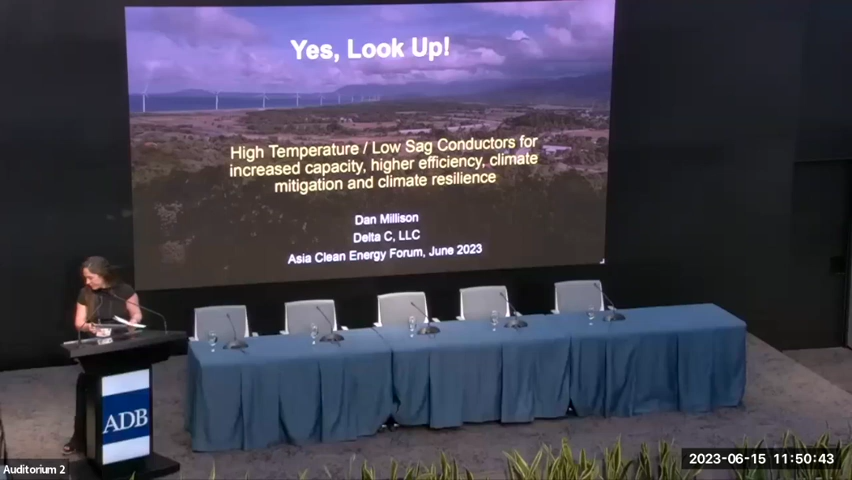 Yes, Look Up!
High Temperature / Low Sag Conductors for
increased capacity, higher efficiency, climate
mitigation and climate resilience
Dan Millison
Delta C, LLC
Asia Clean Energy Forum, June 2023
ADB
Auditorium 2
2023-06-15 11:50:43